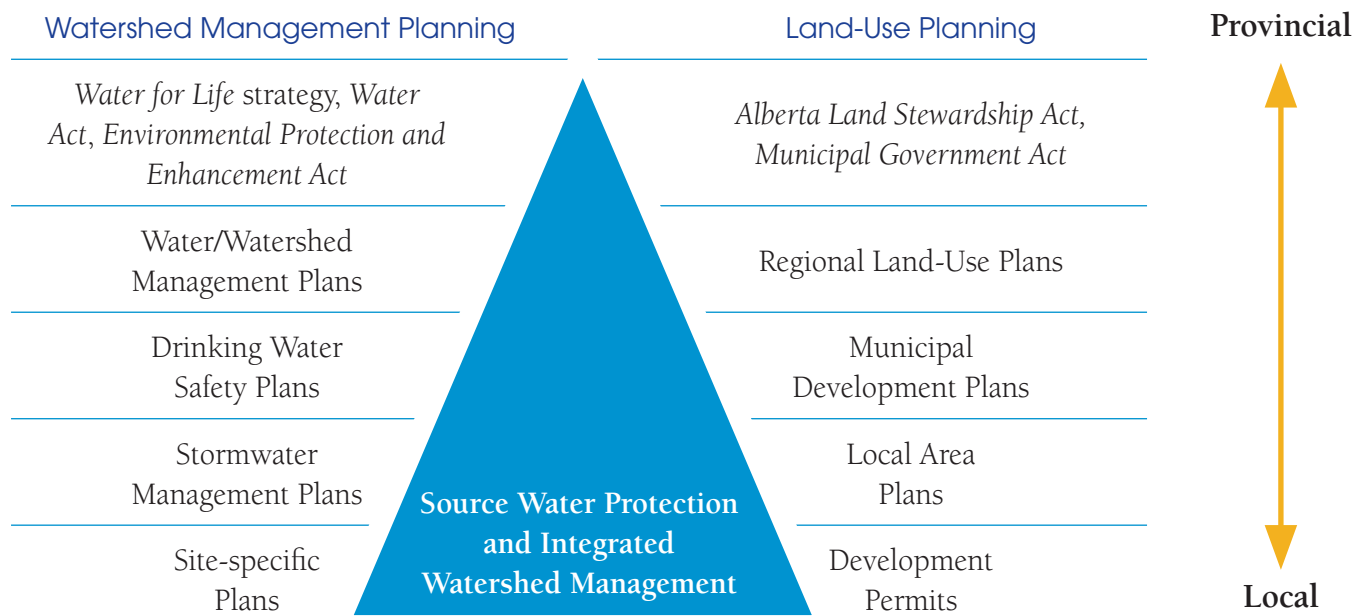 Watershed Management Planning
Land-Use Planning
Provincial
Water for Life strategy, Water
Act, Environmental Protection and
Enhancement Act
Alberta Land Stewardship Act,
Municipal Government Act
Water/Watershed
Management Plans
Regional Land-Use Plans
Drinking Water
Safety Plans
Municipal
Development Plans
Stormwater
Management Plans
Local Area
Plans
Site-specific
Plans
Source Water Protection
and Integrated
Watershed Management
Development
Permits
Local